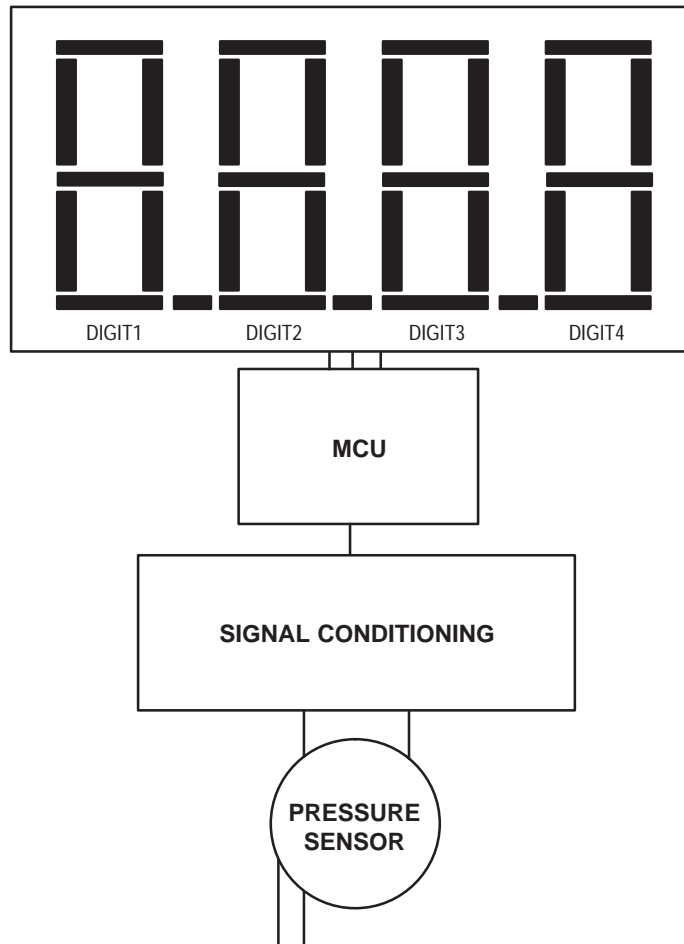 DIGIT1 DIGIT2 DIGIT3 DIGIT4
MCU
SIGNAL CONDITIONING
PRESSURE
SENSOR